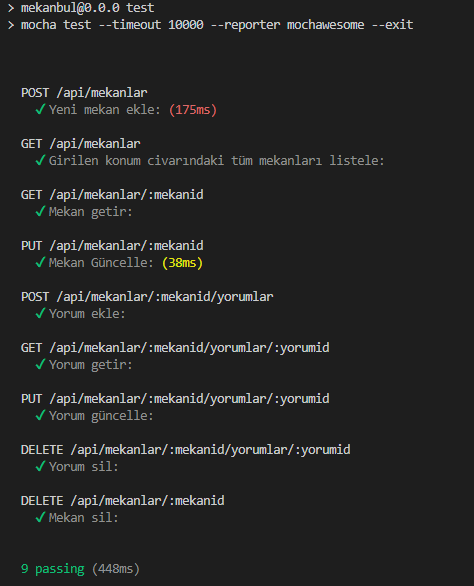 > mekanbul@0.0.0 test
> mocha test --timeout 10000 --reporter mochawesome --exit
POST /api/mekanlar
✓ Yeni mekan ekle: (175ms)
GET /api/mekanlar
✓ Girilen konum civarındaki tüm mekanları listele:
GET /api/mekanlar/:mekanid
✓ Mekan getir:
PUT /api/mekanlar/:mekanid
✓ Mekan Güncelle: (38ms)
POST /api/mekanlar/:mekanid/yorumlar
✓ Yorum ekle:
GET /api/mekanlar/:mekanid/yorumlar/:yorumid
✓ Yorum getir:
PUT /api/mekanlar/:mekanid/yorumlar/:yorumid
✓ Yorum güncelle:
DELETE /api/mekanlar/:mekanid/yorumlar/:yorumid
✓ Yorum sil:
DELETE /api/mekanlar/:mekanid
✓ Mekan sil:
9 passing (448ms)